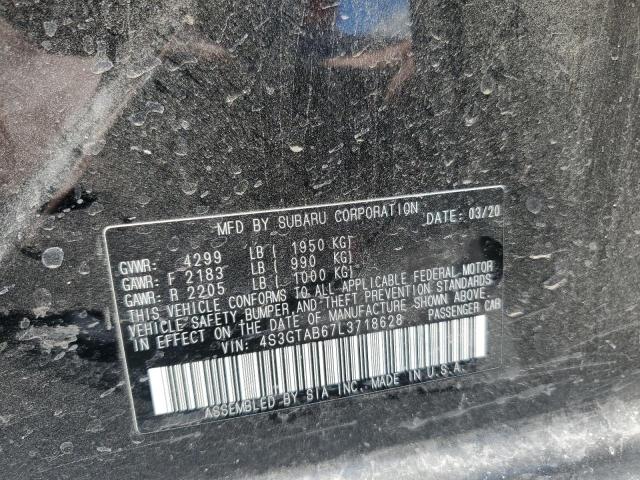 MFD BY SUBARU CORPORATION DATE: 03/20
GVWR: 4299 LB [ 1950 KG]
GAWR: F 2183 LB [ 990 KG]
GAWR: R 2205 LB [ 1000 KG]
THIS VEHICLE CONFORMS TO ALL APPLICABLE FEDERAL MOTOR
VEHICLE SAFETY, BUMPER, AND THEFT PREVENTION STANDARDS
IN EFFECT ON THE DATE OF MANUFACTURE SHOWN ABOVE.
VIN: 4S3GTAB67L3718628 PASSENGER CAR
ASSEMBLED BY SIA INC. MADE IN U.S.A.